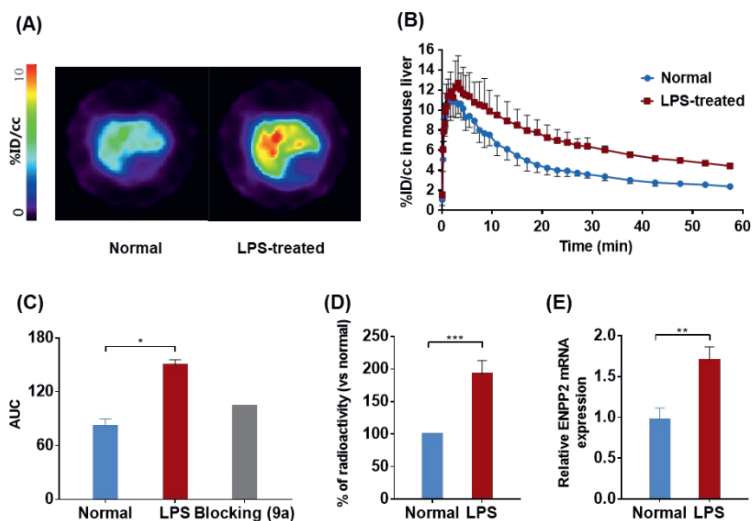 (A)
10
%ID/cc
0
Normal
LPS-treated
(B)
%ID/cc in mouse liver
16
14
12
10
8
6
4
2
0
0
10
20
30
40
50
60
Time (min)
Normal
LPS-treated
(C)
AUC
180
120
60
0
*
Normal
LPS
Blocking (9a)
(D)
% of radioactivity (vs normal)
250
200
150
100
50
0
***
Normal
LPS
(E)
Relative ENPP2 mRNA
expression
2.0
1.5
1.0
0.5
0.0
**
Normal
LPS